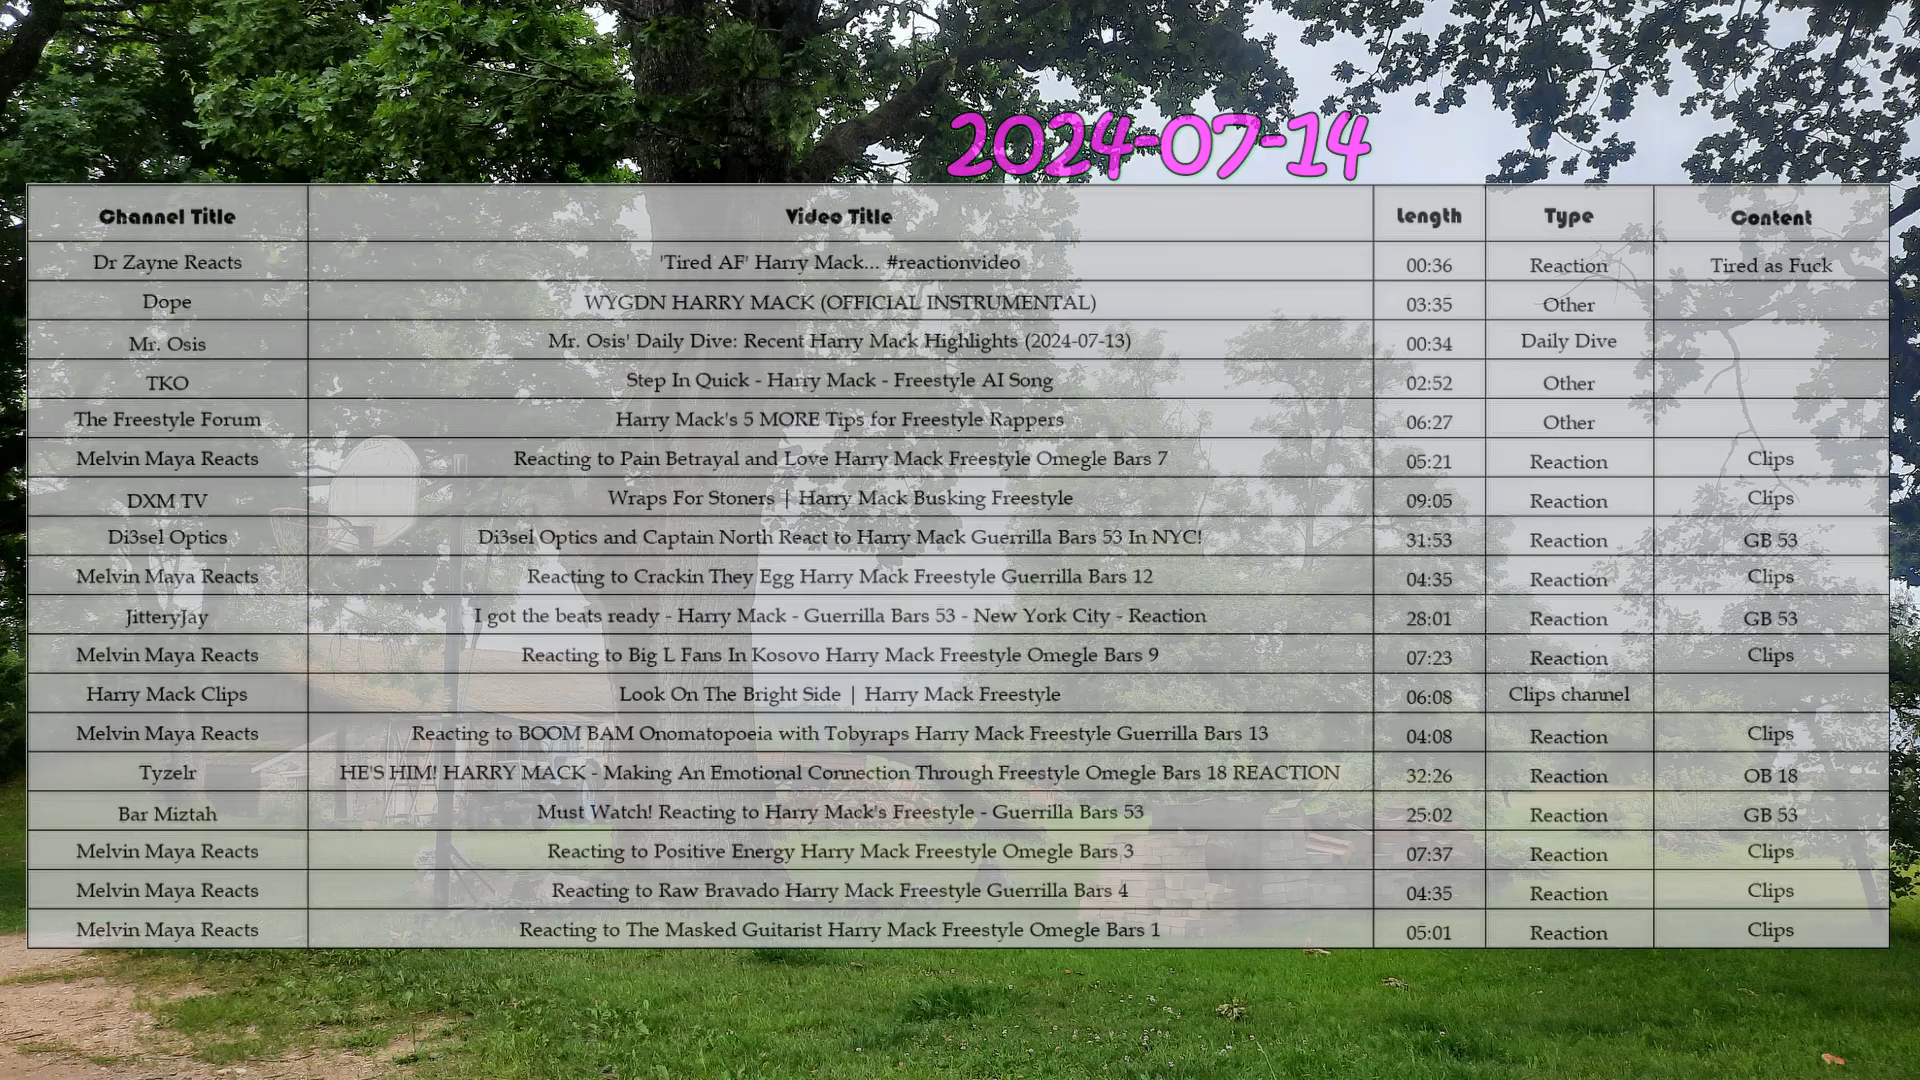 2024-07-14
Channel Title Video Title Length Type Content
Dr Zayne Reacts 'Tired AF' Harry Mack... #reactionvideo 00:36 Reaction Tired as Fuck
Dope WYGDN HARRY MACK (OFFICIAL INSTRUMENTAL) 03:35 Other
Mr. Osis Mr. Osis' Daily Dive: Recent Harry Mack Highlights (2024-07-13) 00:34 Daily Dive
TKO Step In Quick - Harry Mack - Freestyle AI Song 02:52 Other
The Freestyle Forum Harry Mack's 5 MORE Tips for Freestyle Rappers 06:27 Other
Melvin Maya Reacts Reacting to Pain Betrayal and Love Harry Mack Freestyle Omegle Bars 7 05:21 Reaction Clips
DXM TV Wraps For Stoners | Harry Mack Busking Freestyle 09:05 Reaction Clips
Di3sel Optics Di3sel Optics and Captain North React to Harry Mack Guerrilla Bars 53 In NYC! 31:53 Reaction GB 53
Melvin Maya Reacts Reacting to Crackin They Egg Harry Mack Freestyle Guerrilla Bars 12 04:35 Reaction Clips
JitteryJay I got the beats ready - Harry Mack - Guerrilla Bars 53 - New York City - Reaction 28:01 Reaction GB 53
Melvin Maya Reacts Reacting to Big L Fans In Kosovo Harry Mack Freestyle Omegle Bars 9 07:23 Reaction Clips
Harry Mack Clips Look On The Bright Side | Harry Mack Freestyle 06:08 Clips channel
Melvin Maya Reacts Reacting to BOOM BAM Onomatopoeia with Tobyraps Harry Mack Freestyle Guerrilla Bars 13 04:08 Reaction Clips
Tyzelr HE'S HIM! HARRY MACK - Making An Emotional Connection Through Freestyle Omegle Bars 18 REACTION 32:26 Reaction OB 18
Bar Miztah Must Watch! Reacting to Harry Mack's Freestyle - Guerrilla Bars 53 25:02 Reaction GB 53
Melvin Maya Reacts Reacting to Positive Energy Harry Mack Freestyle Omegle Bars 3 07:37 Reaction Clips
Melvin Maya Reacts Reacting to Raw Bravado Harry Mack Freestyle Guerrilla Bars 4 04:35 Reaction Clips
Melvin Maya Reacts Reacting to The Masked Guitarist Harry Mack Freestyle Omegle Bars 1 05:01 Reaction Clips